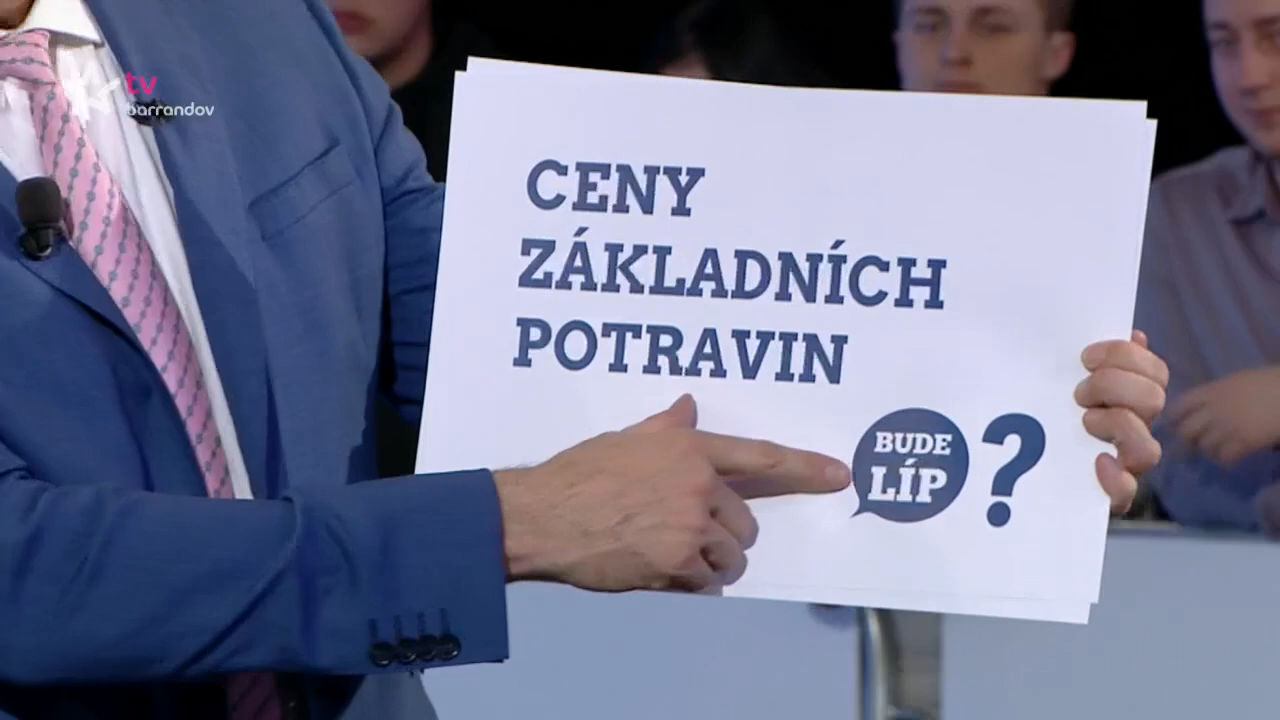 tv
barrandov
CENY
ZÁKLADNÍCH
POTRAVIN
BUDE
LÍP ?